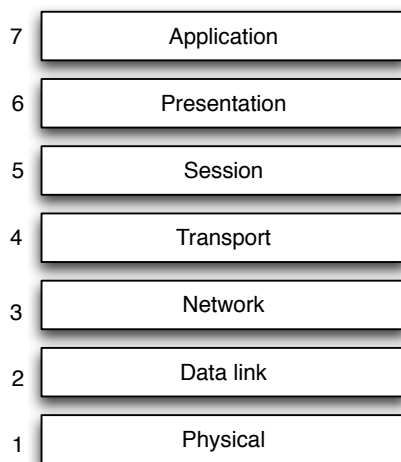 7 Application
6 Presentation
5 Session
4 Transport
3 Network
2 Data link
1 Physical